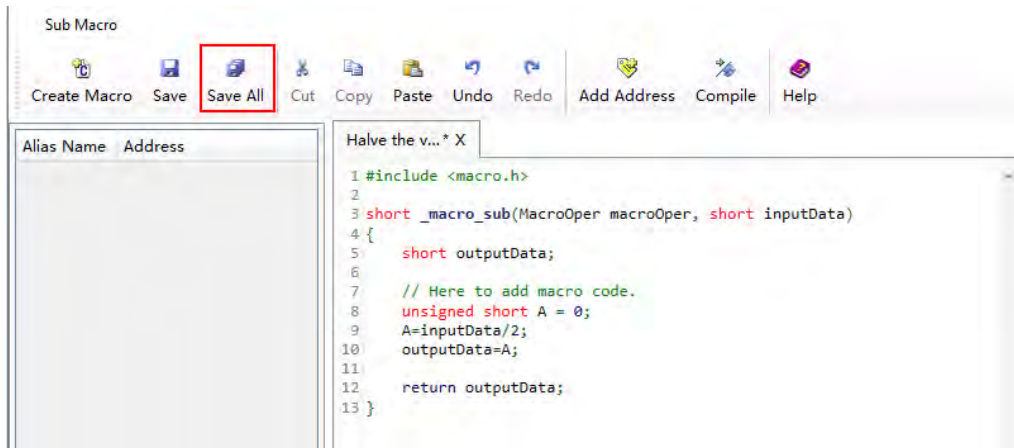 Sub Macro
Create Macro Save Save All Cut Copy Paste Undo Redo Add Address Compile Help
Alias Name Address
Halve the v...* X
1 #include <macro.h>
2
3 short _macro_sub(MacroOper macroOper, short inputData)
4 {
5 short outputData;
6
7 // Here to add macro code.
8 unsigned short A = 0;
9 A=inputData/2;
10 outputData=A;
11
12 return outputData;
13 }